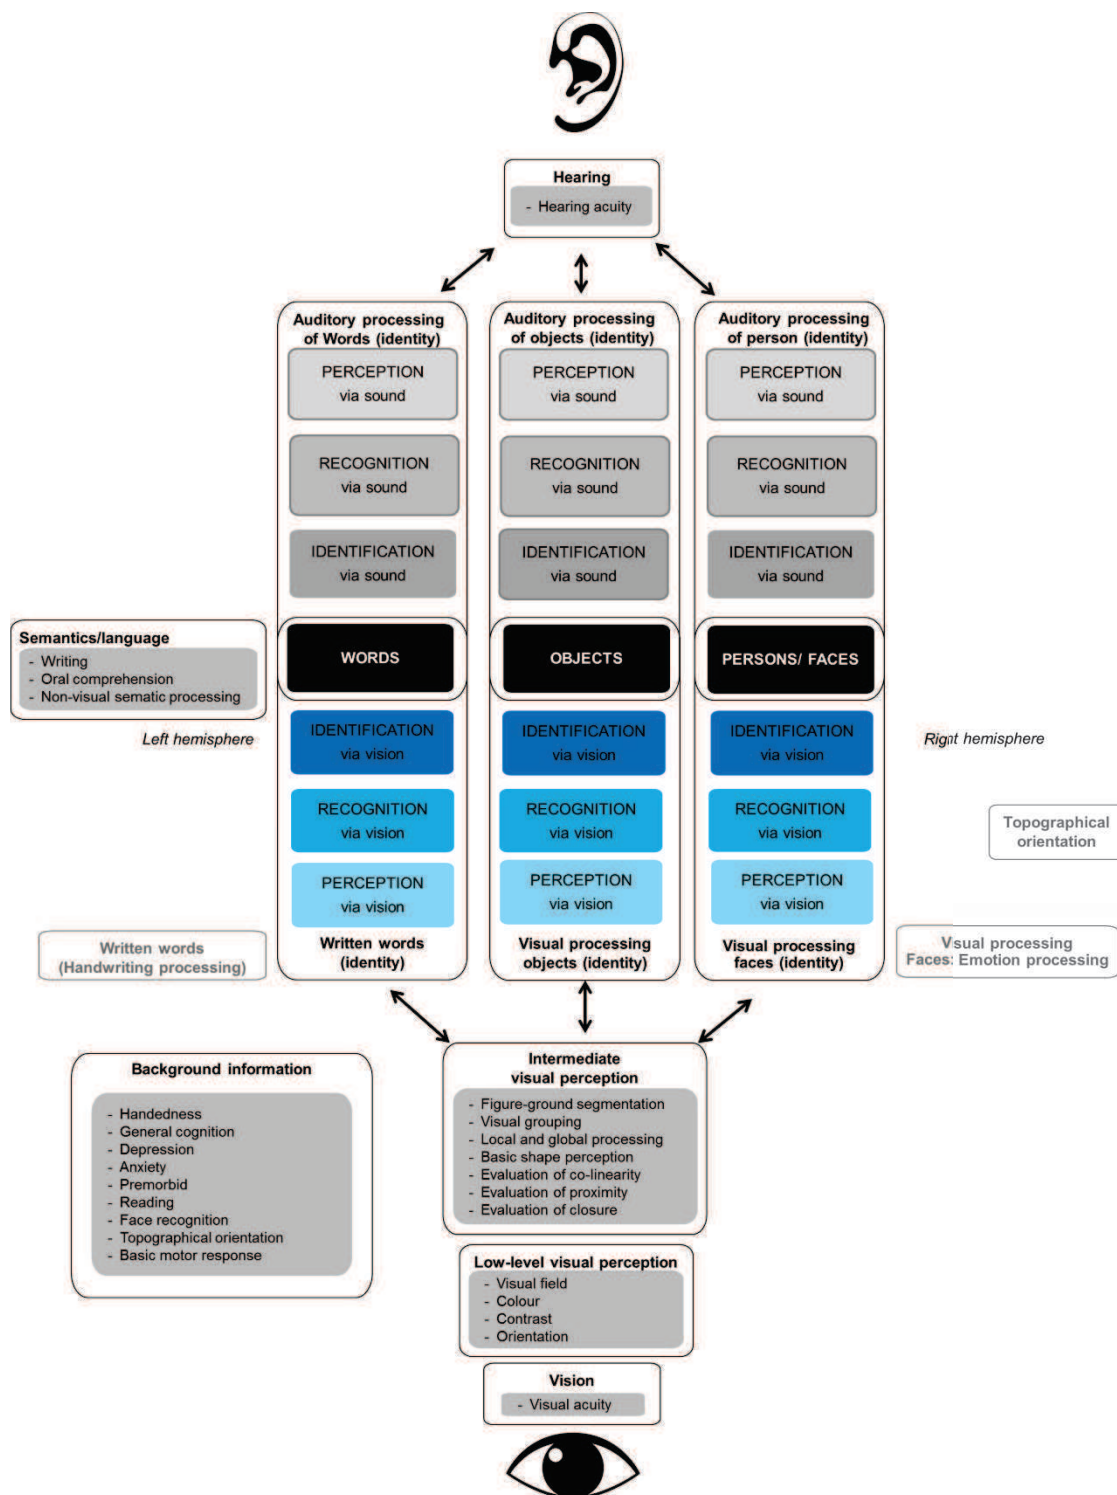 Hearing
- Hearing acuity
Auditory processing
of Words (identity)
PERCEPTION
via sound
RECOGNITION
via sound
IDENTIFICATION
via sound
Auditory processing
of objects (identity)
PERCEPTION
via sound
RECOGNITION
via sound
IDENTIFICATION
via sound
Auditory processing
of person (identity)
PERCEPTION
via sound
RECOGNITION
via sound
IDENTIFICATION
via sound
Semantics/language
- Writing
- Oral comprehension
- Non-visual sematic processing
WORDS
OBJECTS
PERSONS/ FACES
Left hemisphere
Right hemisphere
IDENTIFICATION
via vision
RECOGNITION
via vision
PERCEPTION
via vision
Written words
(identity)
IDENTIFICATION
via vision
RECOGNITION
via vision
PERCEPTION
via vision
Visual processing
objects (identity)
IDENTIFICATION
via vision
RECOGNITION
via vision
PERCEPTION
via vision
Visual processing
faces (identity)
Topographical
orientation
Written words
(Handwriting processing)
Visual processing
Faces: Emotion processing
Background information
- Handedness
- General cognition
- Depression
- Anxiety
- Premorbid
- Reading
- Face recognition
- Topographical orientation
- Basic motor response
Intermediate
visual perception
- Figure-ground segmentation
- Visual grouping
- Local and global processing
- Basic shape perception
- Evaluation of co-linearity
- Evaluation of proximity
- Evaluation of closure
Low-level visual perception
- Visual field
- Colour
- Contrast
- Orientation
Vision
- Visual acuity